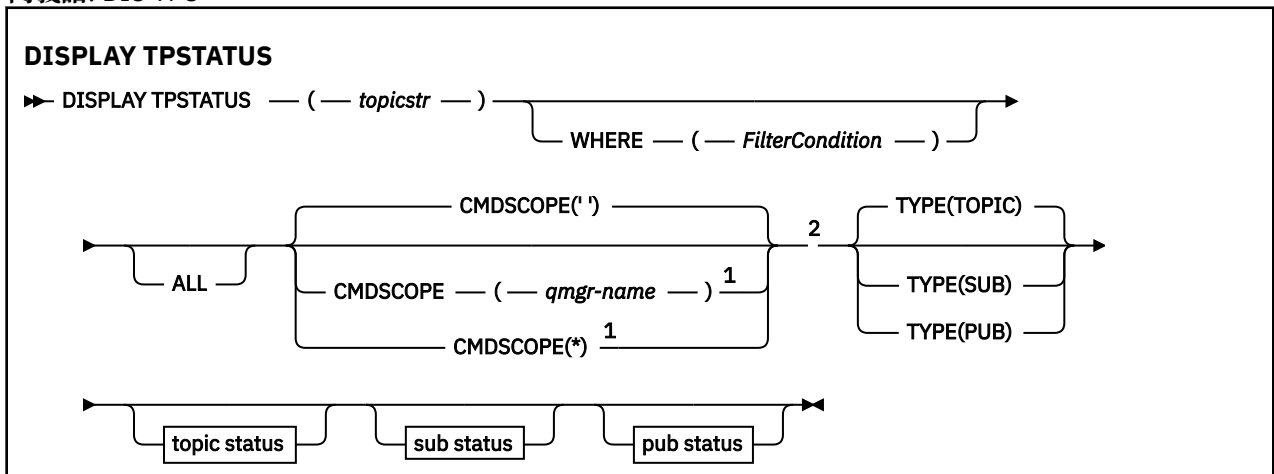 DISPLAY TPSTATUS
DISPLAY TPSTATUS ( topicstr )
WHERE ( FilterCondition )
CMDSCOPE(' ')
2
TYPE(TOPIC)
ALL
CMDSCOPE ( qmgr-name ) 1
TYPE(SUB)
CMDSCOPE(*) 1
TYPE(PUB)
topic status
sub status
pub status